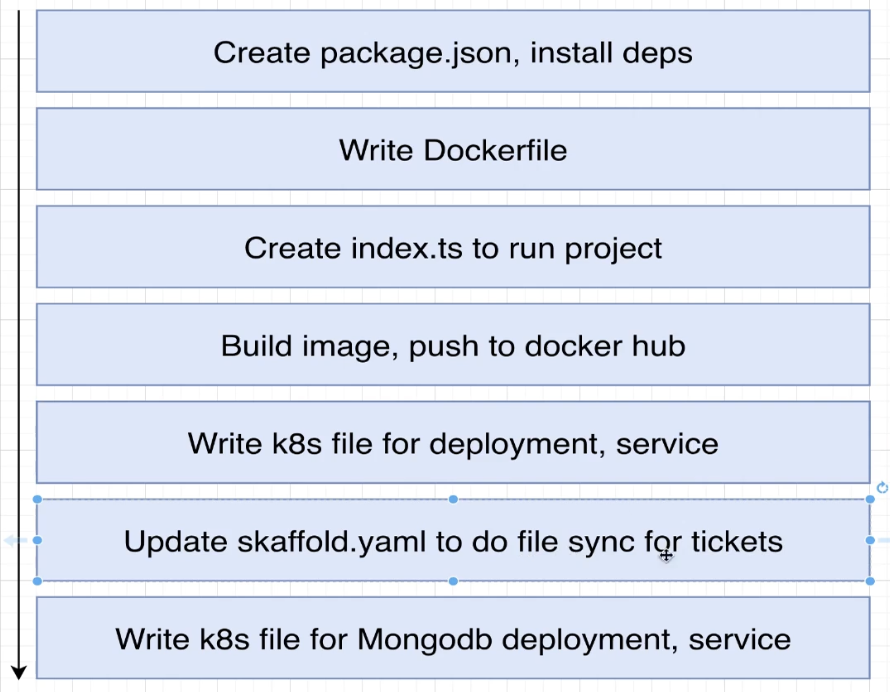 Create package.json, install deps
Write Dockerfile
Create index.ts to run project
Build image, push to docker hub
Write k8s file for deployment, service
Update skaffold.yaml to do file sync for tickets
Write k8s file for Mongodb deployment, service